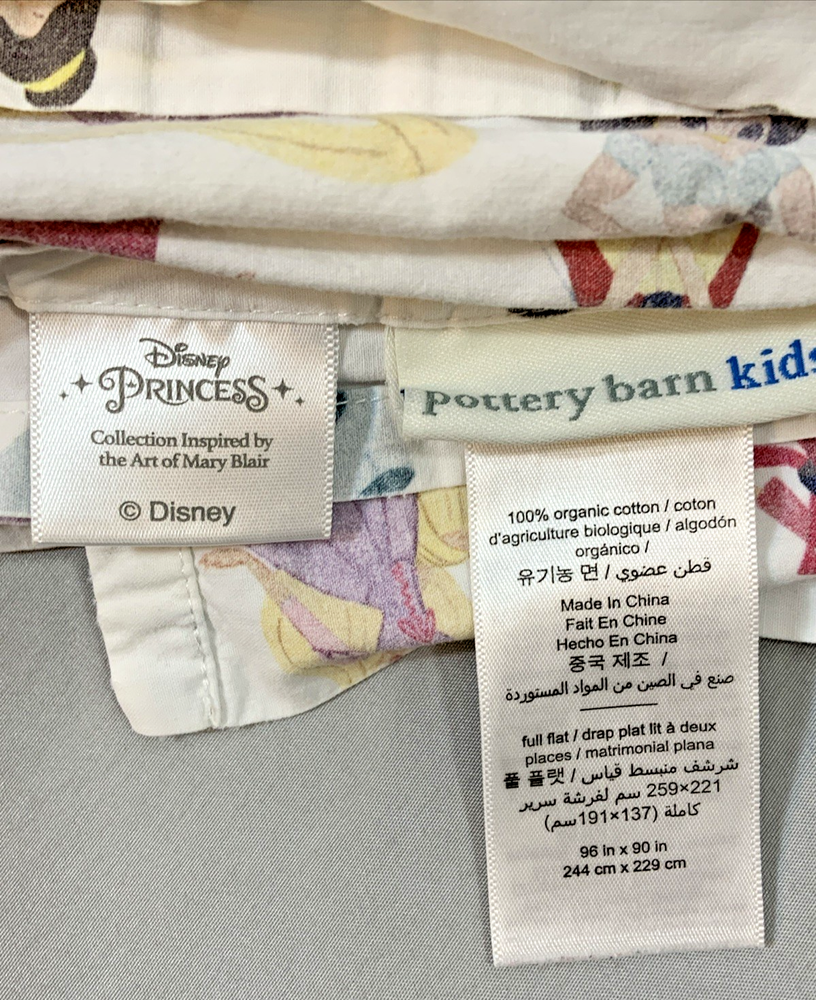 Disney
PRINCESS
Collection Inspired by
the Art of Mary Blair
© Disney
pottery barn kids
100% organic cotton / coton
d'agriculture biologique / algodón
orgánico /
유기농 면 / قطن عضوي
Made In China
Fait En Chine
Hecho En China
중국 제조 /
صنع في الصين من المواد المستوردة
full flat / drap plat lit à deux
places / matrimonial plana
풀 플랫 / شرشف منبسط قياس
259×221 سم لفرشة سرير
كاملة (137×191سم)
96 in x 90 in
244 cm x 229 cm